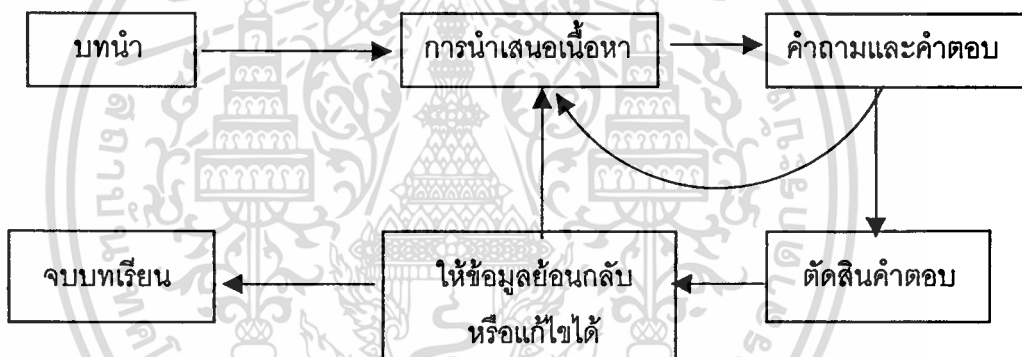 บทนำ
การนำเสนอเนื้อหา
คำถามและคำตอบ
จบบทเรียน
ให้ข้อมูลย้อนกลับ
หรือแก้ไขได้
ตัดสินคำตอบ